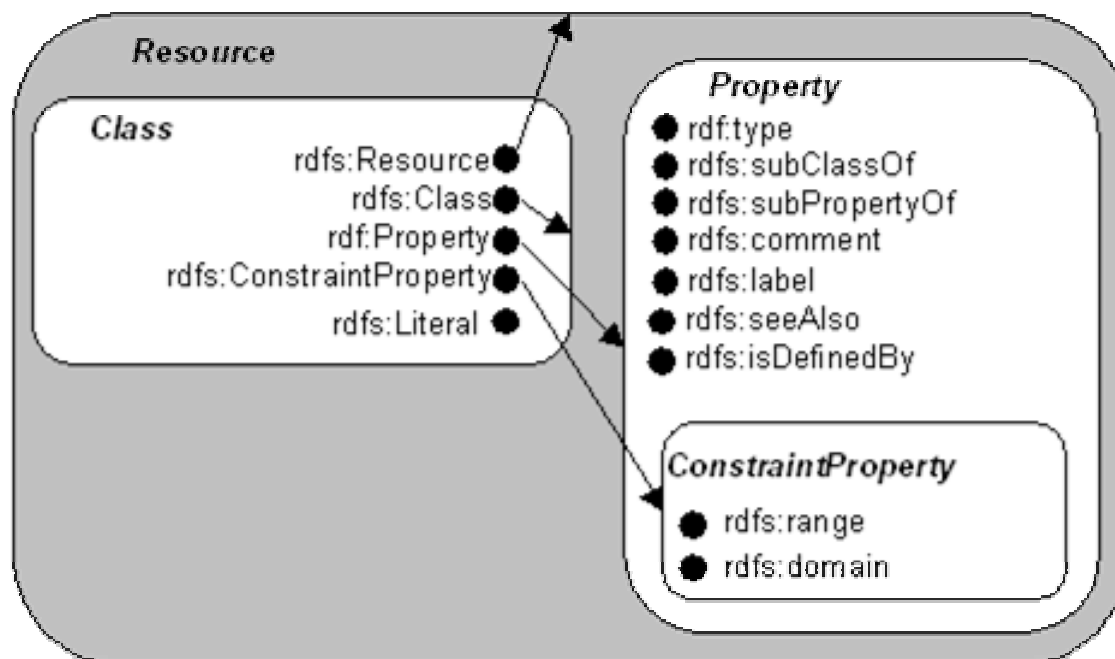 Resource
Class
rdfs:Resource
rdfs:Class
rdf:Property
rdfs:ConstraintProperty
rdfs:Literal
Property
rdf:type
rdfs:subClassOf
rdfs:subPropertyOf
rdfs:comment
rdfs:label
rdfs:seeAlso
rdfs:isDefinedBy
ConstraintProperty
rdfs:range
rdfs:domain